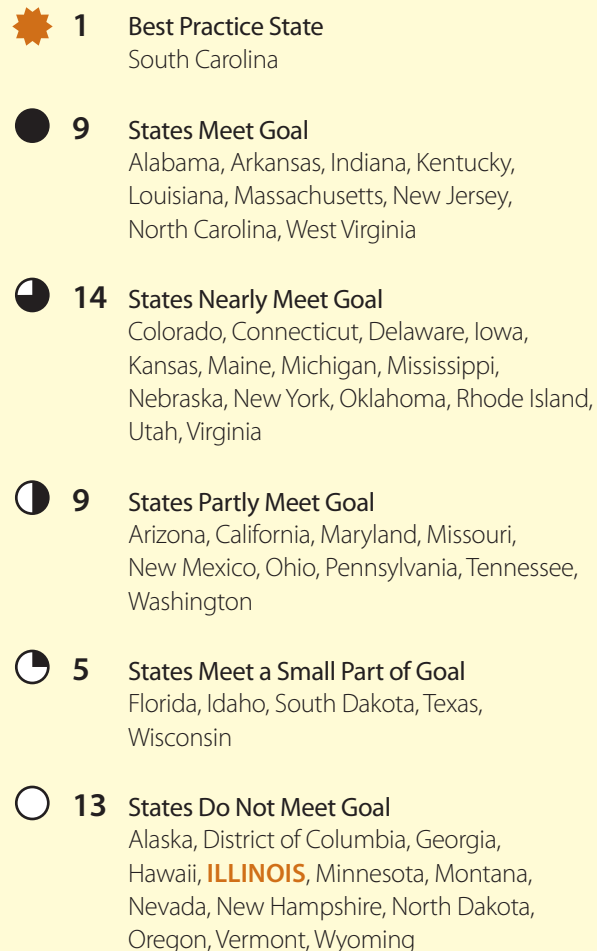 1 Best Practice State
South Carolina
9 States Meet Goal
Alabama, Arkansas, Indiana, Kentucky,
Louisiana, Massachusetts, New Jersey,
North Carolina, West Virginia
14 States Nearly Meet Goal
Colorado, Connecticut, Delaware, Iowa,
Kansas, Maine, Michigan, Mississippi,
Nebraska, New York, Oklahoma, Rhode Island,
Utah, Virginia
9 States Partly Meet Goal
Arizona, California, Maryland, Missouri,
New Mexico, Ohio, Pennsylvania, Tennessee,
Washington
5 States Meet a Small Part of Goal
Florida, Idaho, South Dakota, Texas,
Wisconsin
13 States Do Not Meet Goal
Alaska, District of Columbia, Georgia,
Hawaii, ILLINOIS, Minnesota, Montana,
Nevada, New Hampshire, North Dakota,
Oregon, Vermont, Wyoming